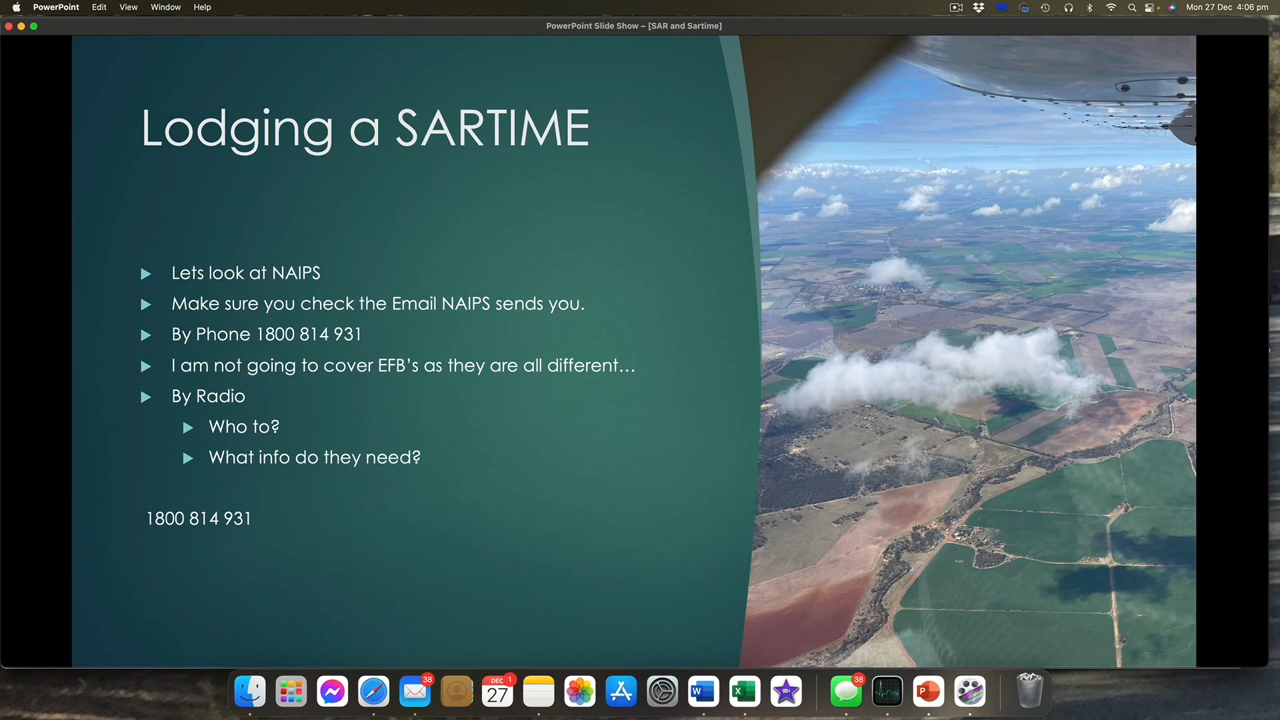 PowerPoint Edit View Window Help Mon 27 Dec 4:06 pm
PowerPoint Slide Show – [SAR and Sartime]
Lodging a SARTIME
Lets look at NAIPS
Make sure you check the Email NAIPS sends you.
By Phone 1800 814 931
I am not going to cover EFB's as they are all different…
By Radio
Who to?
What info do they need?
1800 814 931
38
DEC 1
27
38